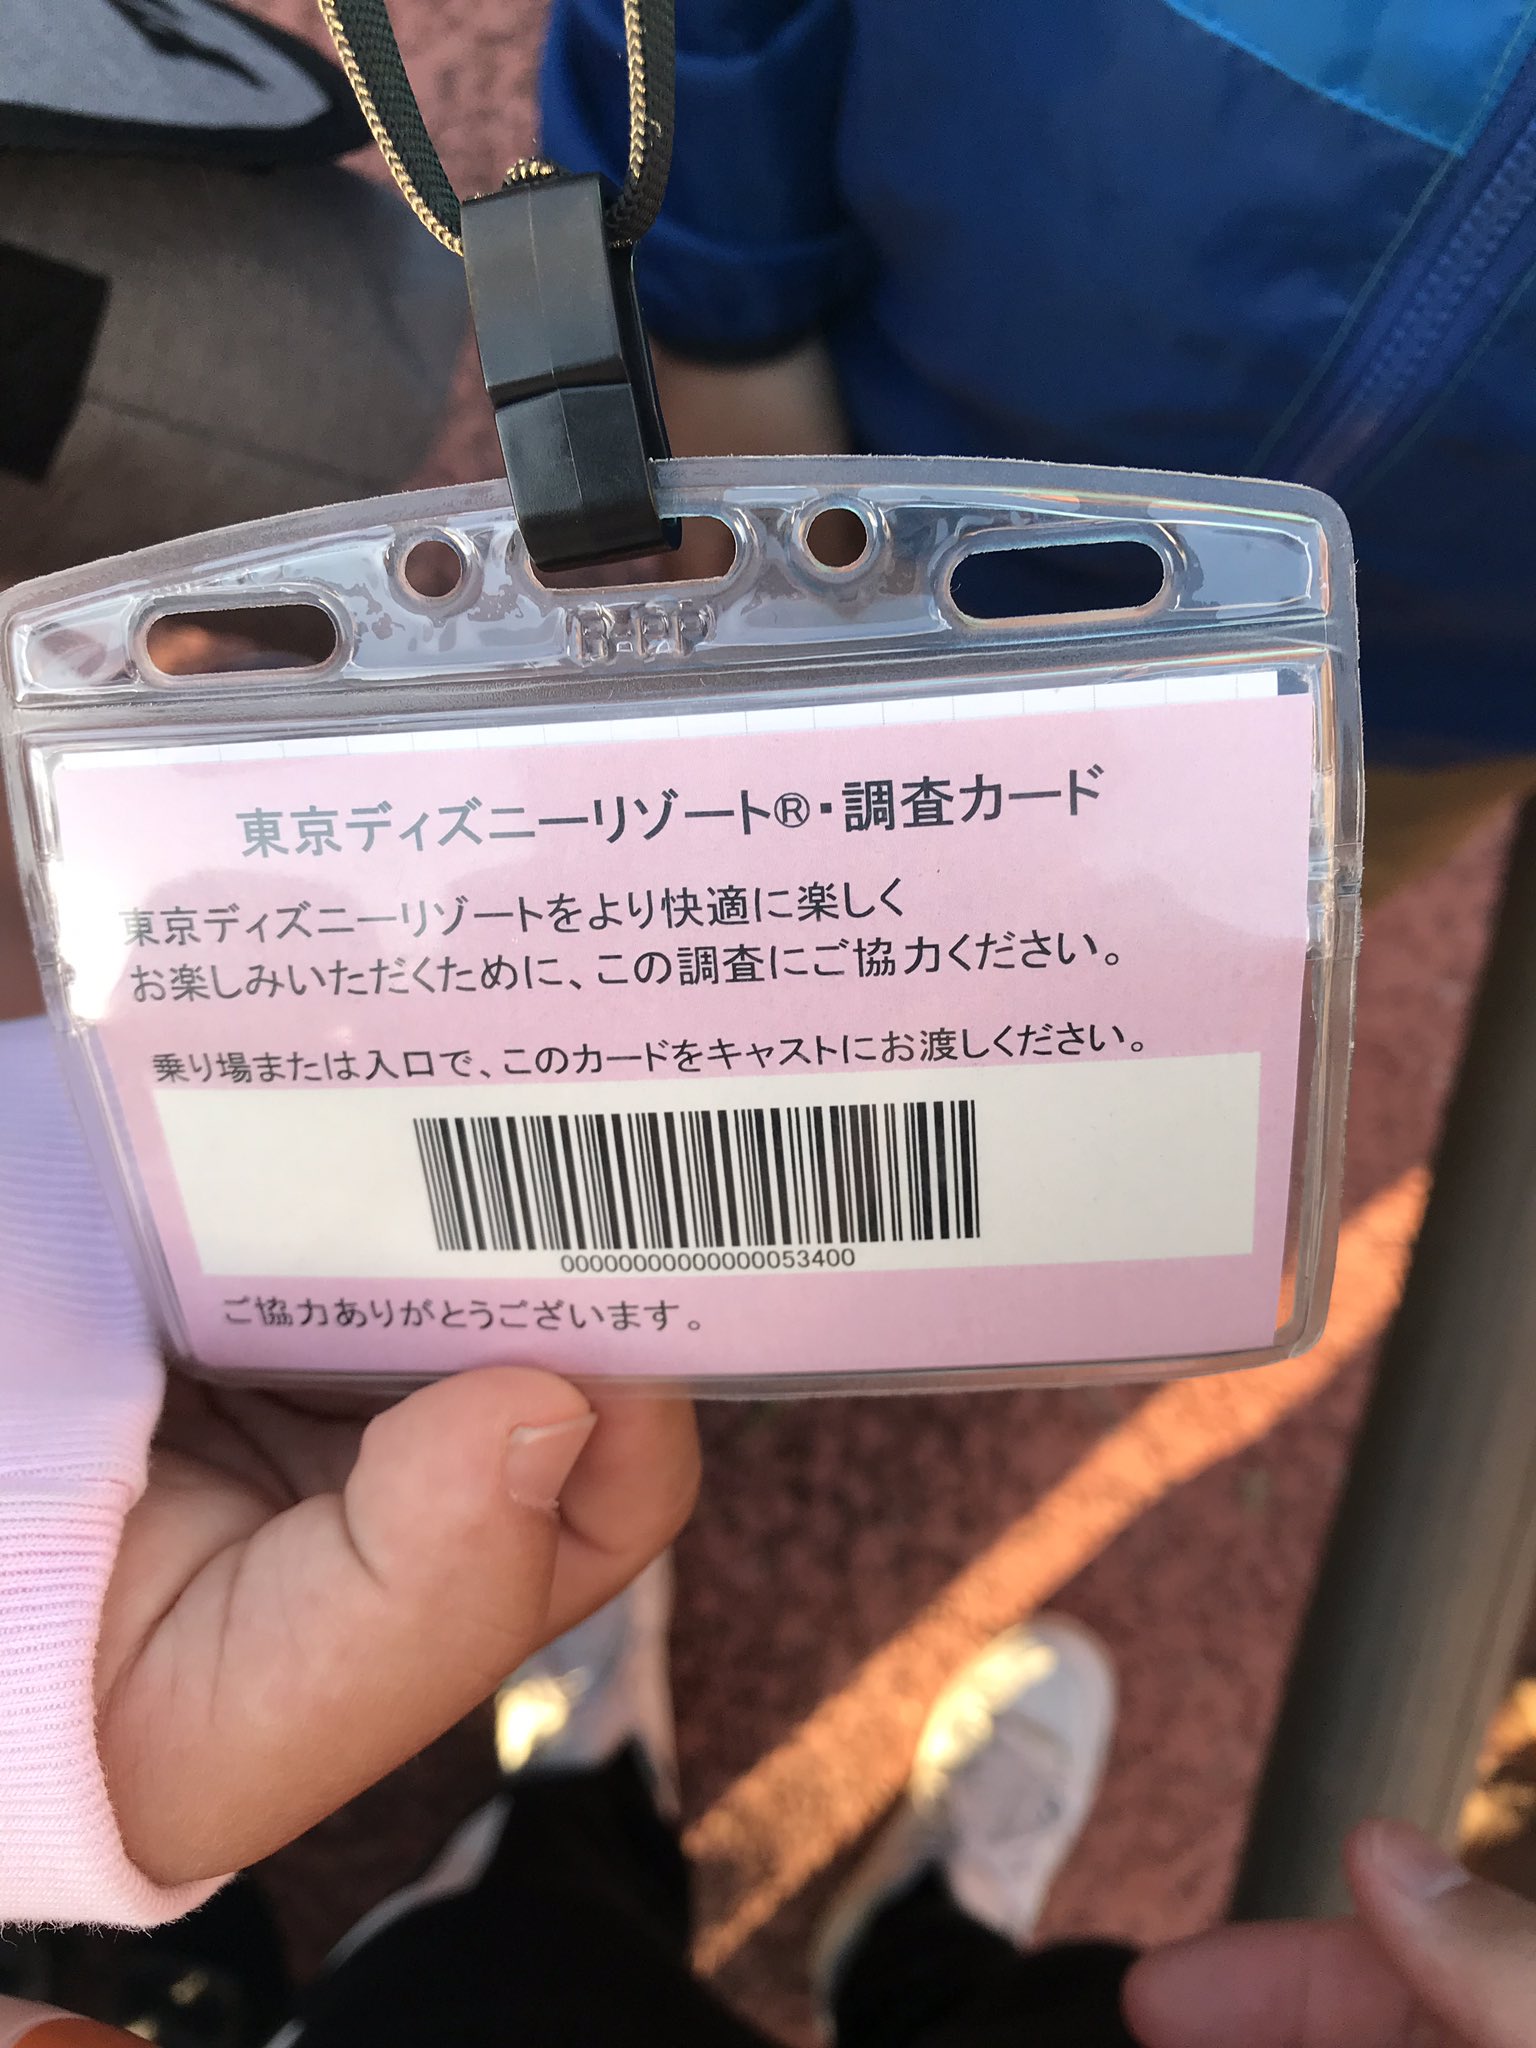 東京ディズニーリゾート®・調査カード
東京ディズニーリゾートをより快適に楽しく
お楽しみいただくために、この調査にご協力ください。
乗り場または入口で、このカードをキャストにお渡しください。
00000000000000053400
ご協力ありがとうございます。